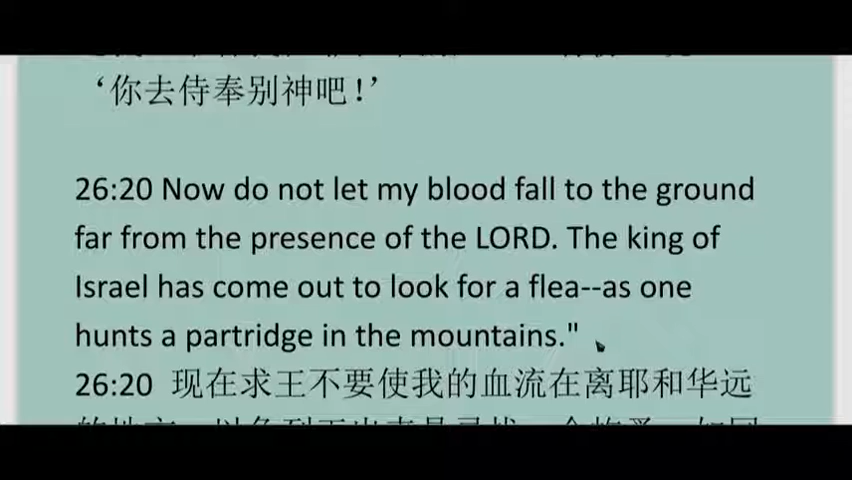 ‘你去侍奉别神吧！’
26:20 Now do not let my blood fall to the ground
far from the presence of the LORD. The king of
Israel has come out to look for a flea--as one
hunts a partridge in the mountains."
26:20 现在求王不要使我的血流在离耶和华远